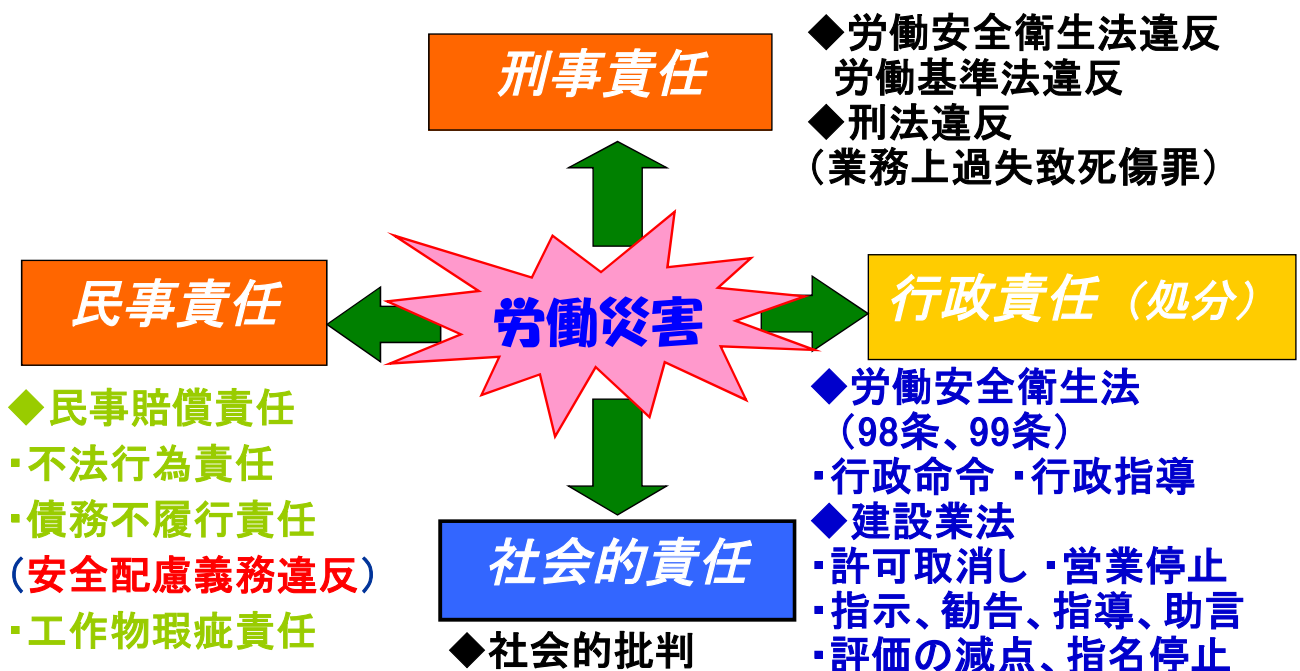 刑事責任
◆労働安全衛生法違反
労働基準法違反
◆刑法違反
(業務上過失致死傷罪)
労働災害
民事責任
◆民事賠償責任
・不法行為責任
・債務不履行責任
(安全配慮義務違反)
・工作物瑕疵責任
行政責任(処分)
◆労働安全衛生法
(98条、99条)
・行政命令 ・行政指導
◆建設業法
・許可取消し ・営業停止
・指示、勧告、指導、助言
・評価の減点、指名停止
社会的責任
◆社会的批判